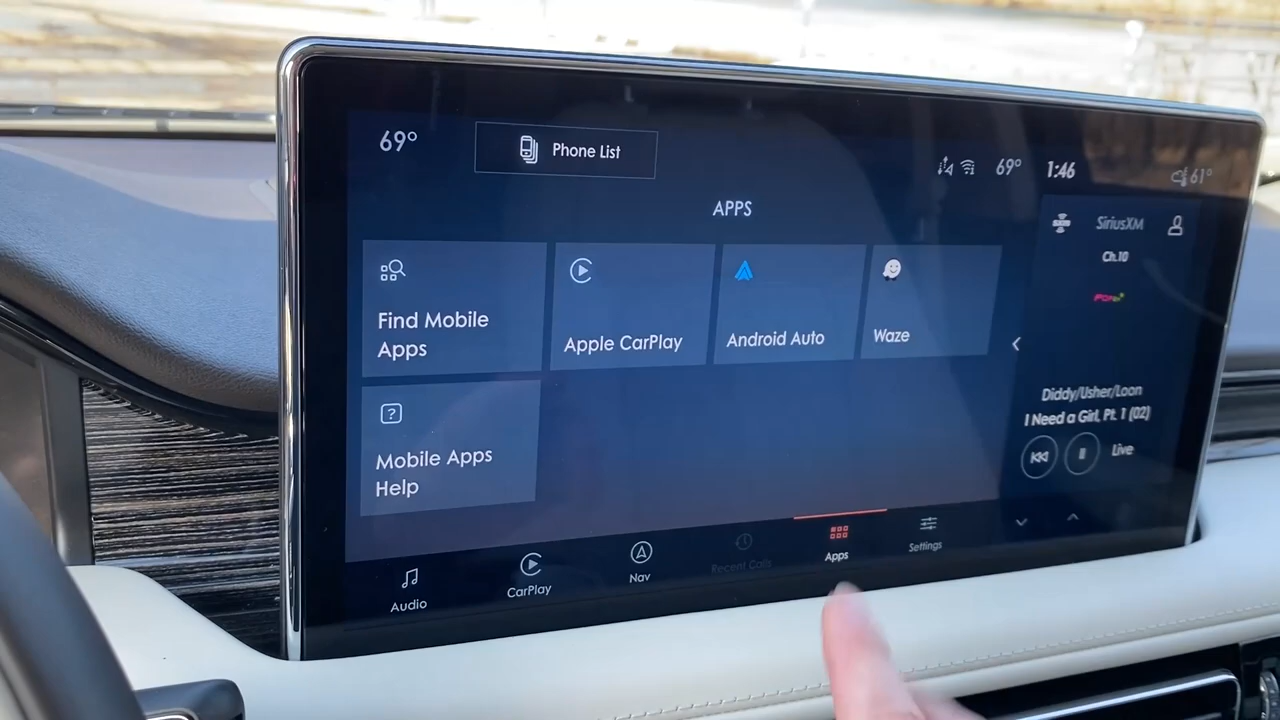 69°
Phone List
69°
1:46
61°
APPS
SiriusXM
Ch.10
Find Mobile
Apps
Apple CarPlay
Android Auto
Waze
?
Mobile Apps
Help
Diddy/Usher/Loon
I Need a Girl, Pt. 1 (02)
Live
Audio
CarPlay
Nav
Recent Calls
Apps
Settings